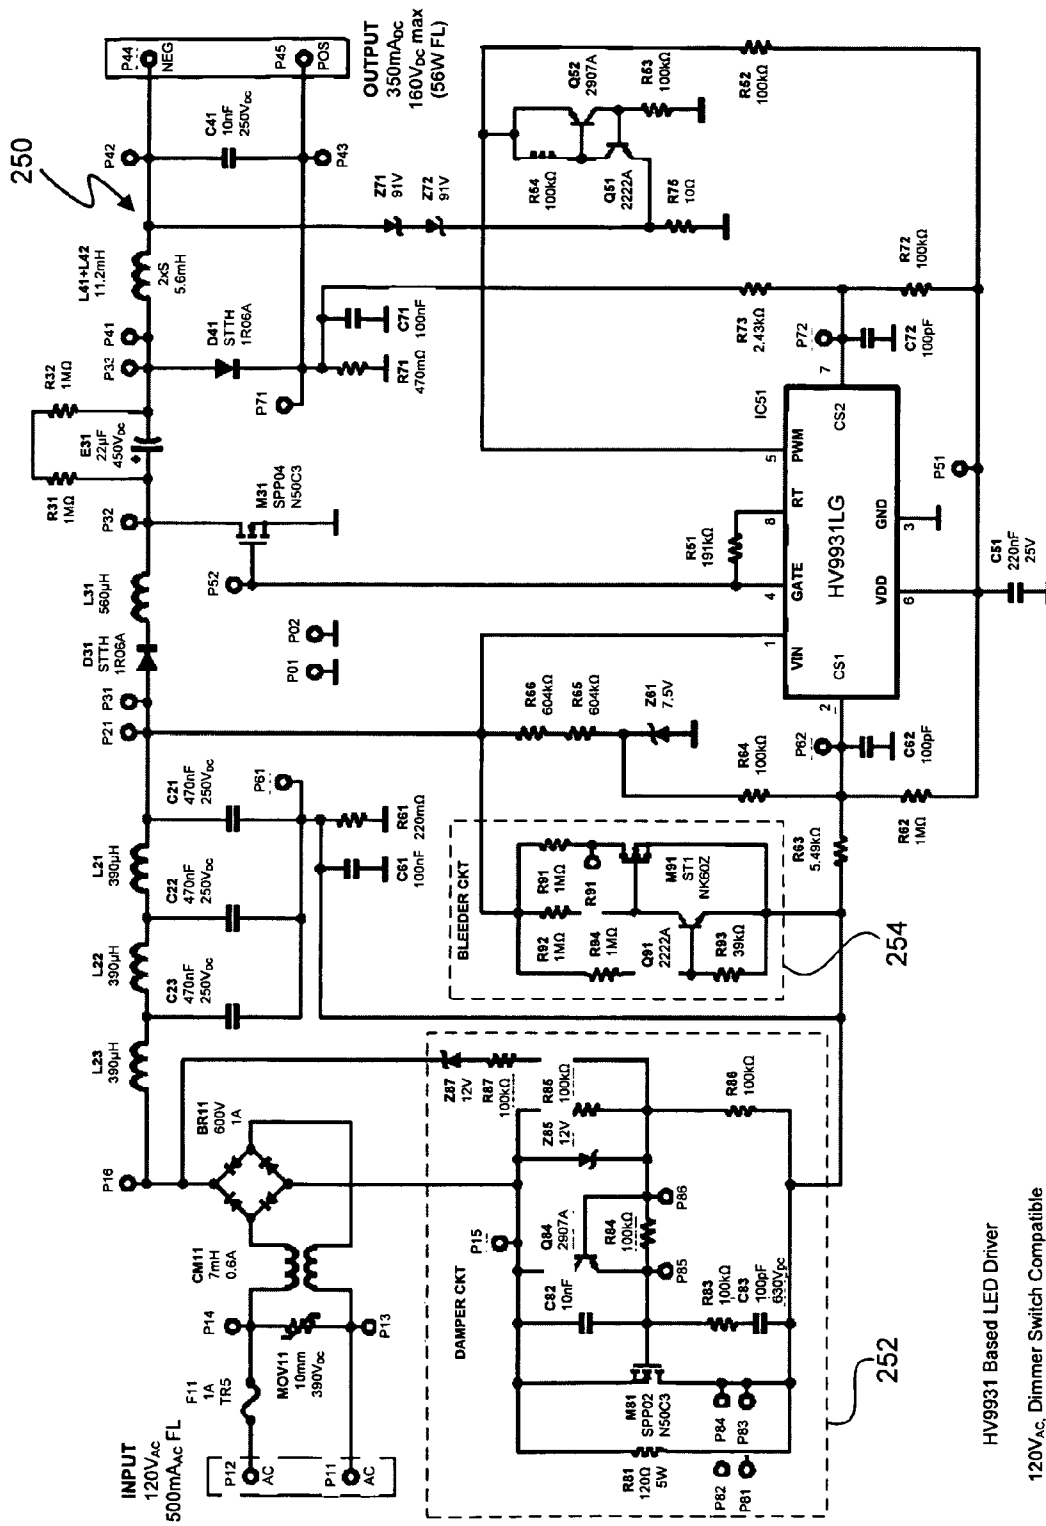 INPUT
120VAC
500mAAC FL
P12
AC
P11
AC
F11
1A
TR5
P14
P13
MOV11
10mm
390VDC
CM11
7mH
0.6A
BR11
600V
1A
P16
L23
390µH
L22
390µH
L21
390µH
C23
470nF
250VDC
C22
470nF
250VDC
C21
470nF
250VDC
P61
C61
100nF
R61
220mΩ
P21
P31
D31
STTH
1R06A
L31
560µH
P32
P01
P02
R31
1MΩ
R32
1MΩ
E31
22µF
450VDC
+
P52
M31
SPP04
N50C3
P33
P41
D41
STTH
1R06A
P71
R71
470mΩ
C71
100nF
L41+L42
11.2mH
2xS
5.6mH
250
P42
C41
10nF
250VDC
P43
P44
NEG
P45
POS
OUTPUT
350mADC
160VDC max
(56W FL)
Z71
91V
Z72
91V
Q52
2907A
R54
100kΩ
R53
100kΩ
Q51
2222A
R75
10Ω
R52
100kΩ
DAMPER CKT
P15
R81
120Ω
5W
P82
P81
P84
P83
M81
SPP02
N50C3
C82
10nF
Q84
2907A
R84
100kΩ
P85
P86
R83
100kΩ
C83
100pF
630VDC
Z85
12V
R85
100kΩ
Z87
12V
R87
100kΩ
R86
100kΩ
252
BLEEDER CKT
R92
1MΩ
R91
1MΩ
R94
1MΩ
R91
M91
ST1
NK60Z
Q91
2222A
R93
39kΩ
254
R66
604kΩ
R65
604kΩ
Z61
7.5V
R64
100kΩ
R63
5.49kΩ
R62
1MΩ
P62
C62
100pF
2
CS1
1
VIN
4
GATE
8
RT
5
PWM
7
CS2
6
VDD
3
GND
HV9931LG
IC51
R51
191kΩ
R73
2.43kΩ
P72
C72
100pF
R72
100kΩ
P51
C51
220nF
25V
HV9931 Based LED Driver
120VAC, Dimmer Switch Compatible